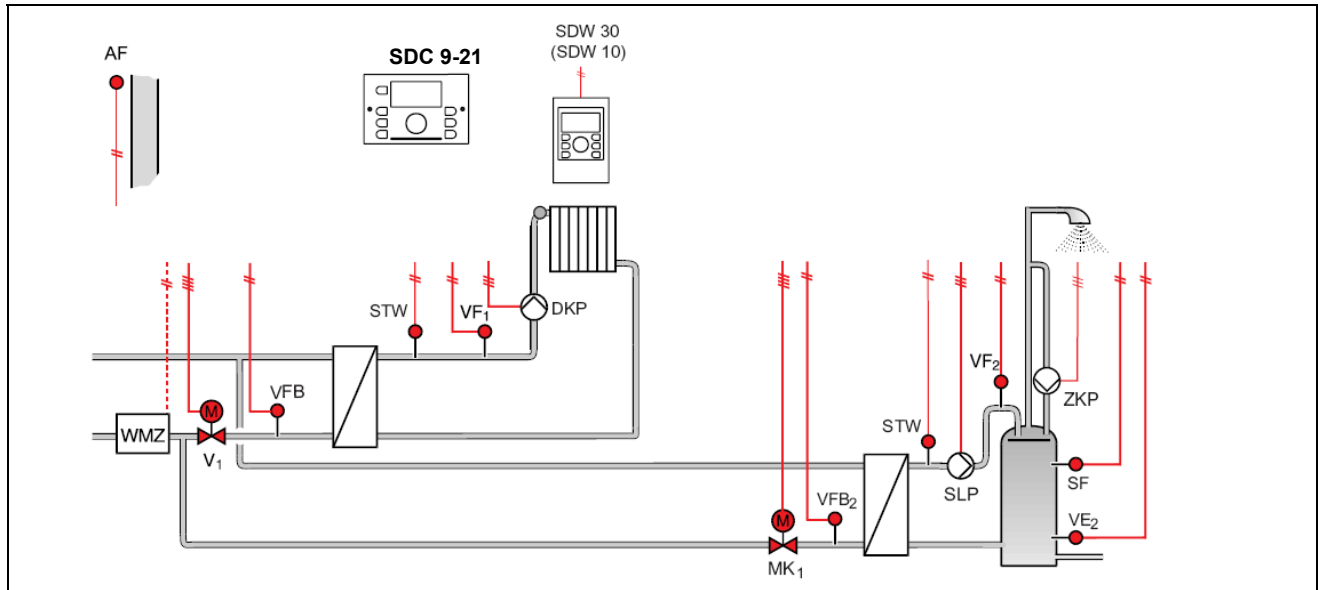 AF
SDC 9-21
SDW 30
(SDW 10)
STW
VF1
DKP
VFB
M
WMZ
V1
VF2
ZKP
STW
SLP
SF
VFB2
VE2
M
MK1